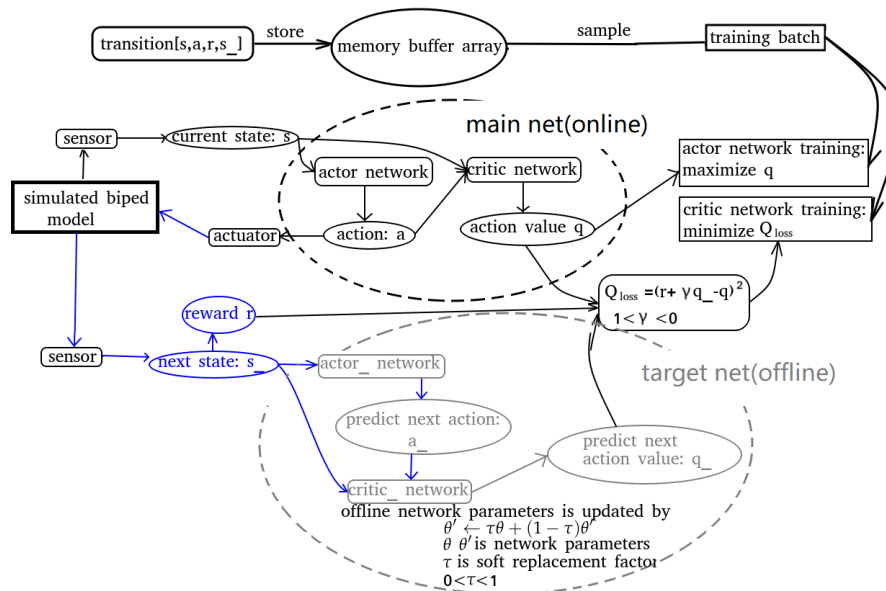 transition[s,a,r,s_]
store
memory buffer array
sample
training batch
main net(online)
sensor
current state: s
actor network
critic network
actor network training:
maximize q
simulated biped
model
critic network training:
minimize Qloss
actuator
action: a
action value q
Qloss =(r+ γq_-q)²
1<γ <0
reward r
sensor
next state: s_
actor_ network
target net(offline)
predict next action:
a_
predict next
action value: q_
critic_ network
offline network parameters is updated by
θ′ ← τθ + (1 − τ)θ′
θ θ′ is network parameters
τ is soft replacement factor
0<τ<1